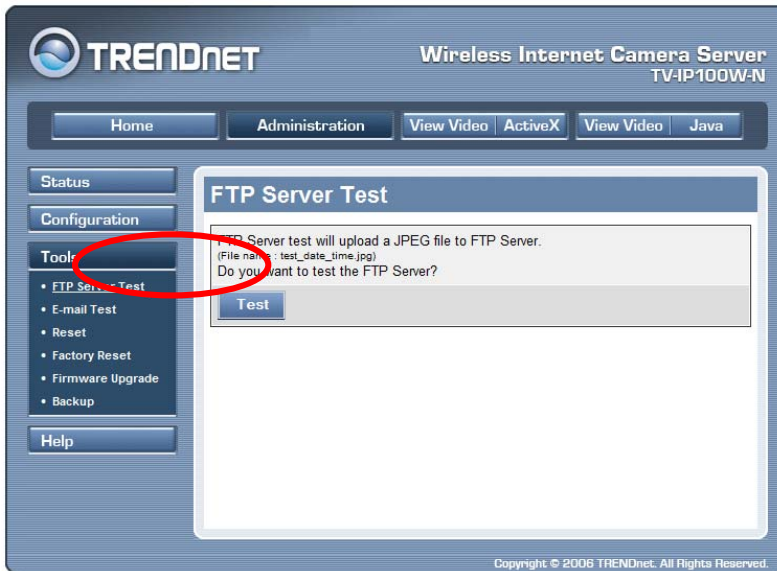 TRENDNET
Wireless Internet Camera Server
TV-IP100W-N
Home
Administration
View Video | ActiveX
View Video | Java
Status
Configuration
Tools
• FTP Server Test
• E-mail Test
• Reset
• Factory Reset
• Firmware Upgrade
• Backup
Help
FTP Server Test
FTP Server test will upload a JPEG file to FTP Server.
(File name : test_date_time.jpg)
Do you want to test the FTP Server?
Test
Copyright © 2006 TRENDnet. All Rights Reserved.